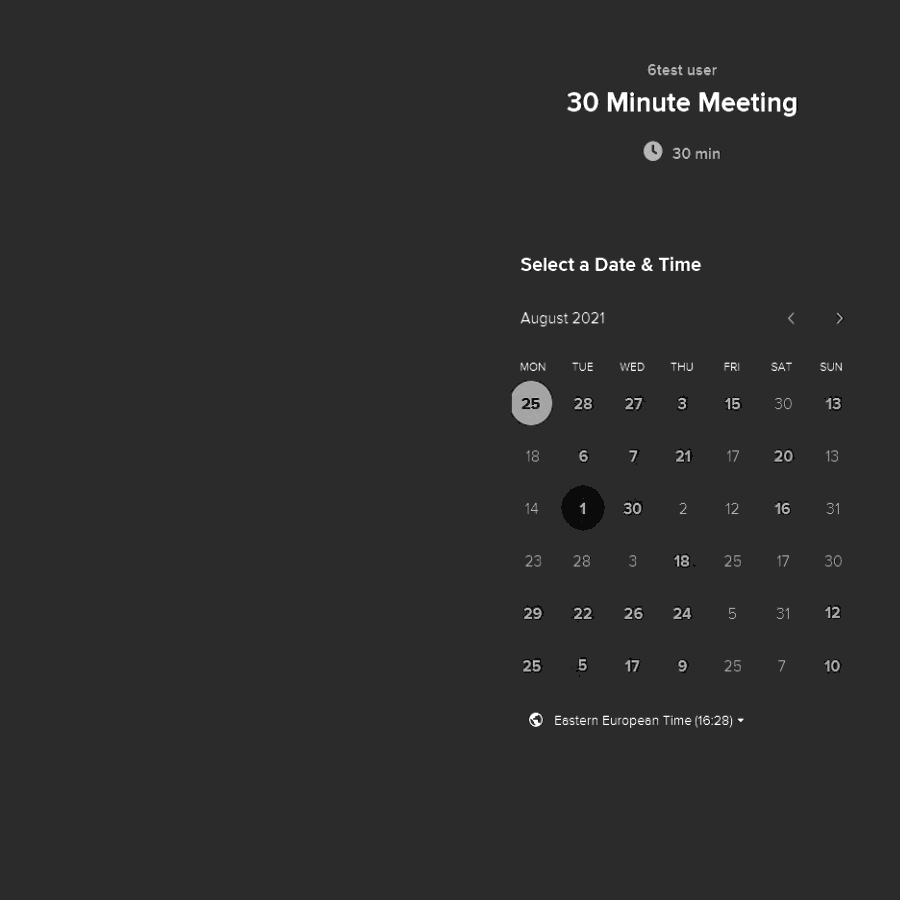 6test user
30 Minute Meeting
30 min
Select a Date & Time
August 2021
MON TUE WED THU FRI SAT SUN
25 28 27 3 15 30 13
18 6 7 21 17 20 13
14 1 30 2 12 16 31
23 28 3 18 25 17 30
29 22 26 24 5 31 12
25 5 17 9 25 7 10
Eastern European Time (16:28)